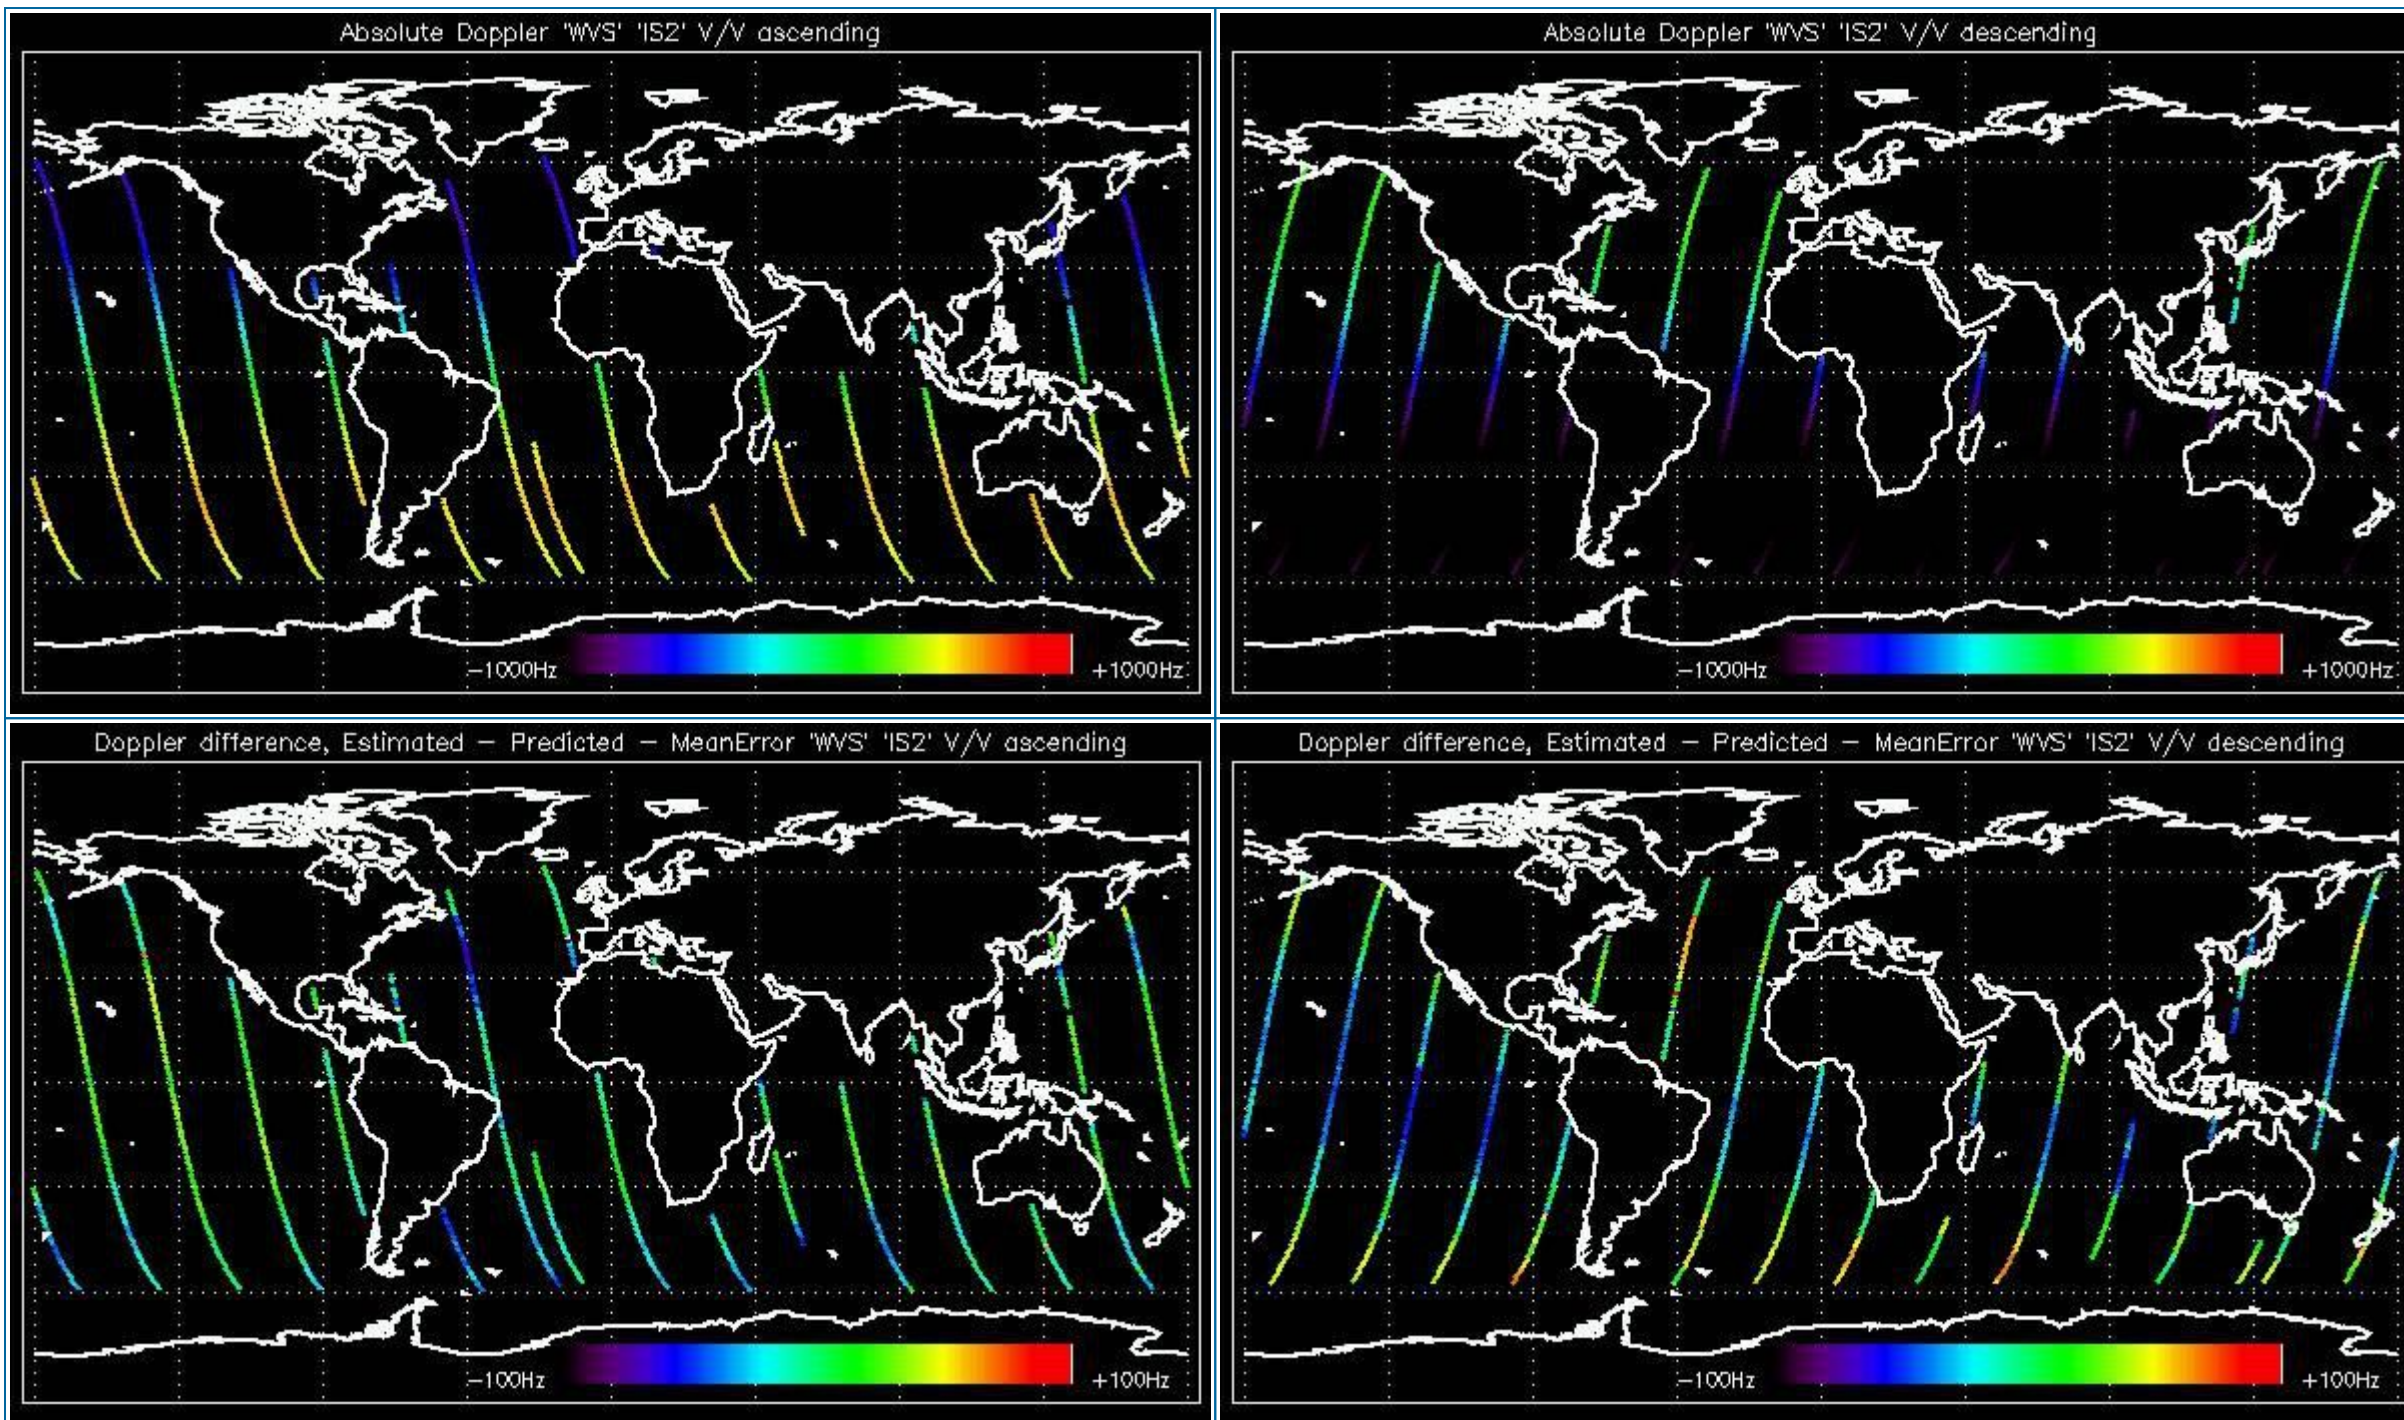 Absolute Doppler 'WVS' 'IS2' V/V ascending
-1000Hz
+1000Hz
Absolute Doppler 'WVS' 'IS2' V/V descending
-1000Hz
+1000Hz
Doppler difference, Estimated - Predicted - MeanError 'WVS' 'IS2' V/V ascending
-100Hz
+100Hz
Doppler difference, Estimated - Predicted - MeanError 'WVS' 'IS2' V/V descending
-100Hz
+100Hz